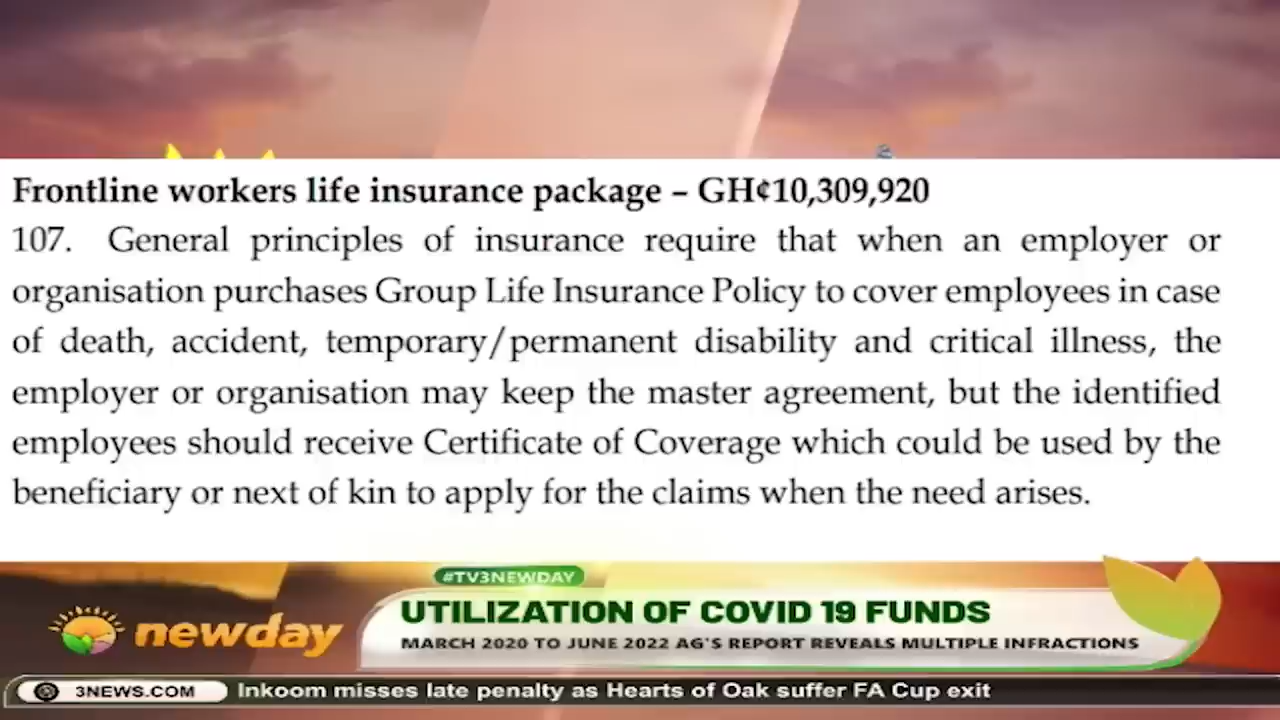 Frontline workers life insurance package – GH¢10,309,920
107. General principles of insurance require that when an employer or
organisation purchases Group Life Insurance Policy to cover employees in case
of death, accident, temporary/permanent disability and critical illness, the
employer or organisation may keep the master agreement, but the identified
employees should receive Certificate of Coverage which could be used by the
beneficiary or next of kin to apply for the claims when the need arises.
#TV3NEWDAY
UTILIZATION OF COVID 19 FUNDS
newday
MARCH 2020 TO JUNE 2022 AG'S REPORT REVEALS MULTIPLE INFRACTIONS
3NEWS.COM Inkoom misses late penalty as Hearts of Oak suffer FA Cup exit